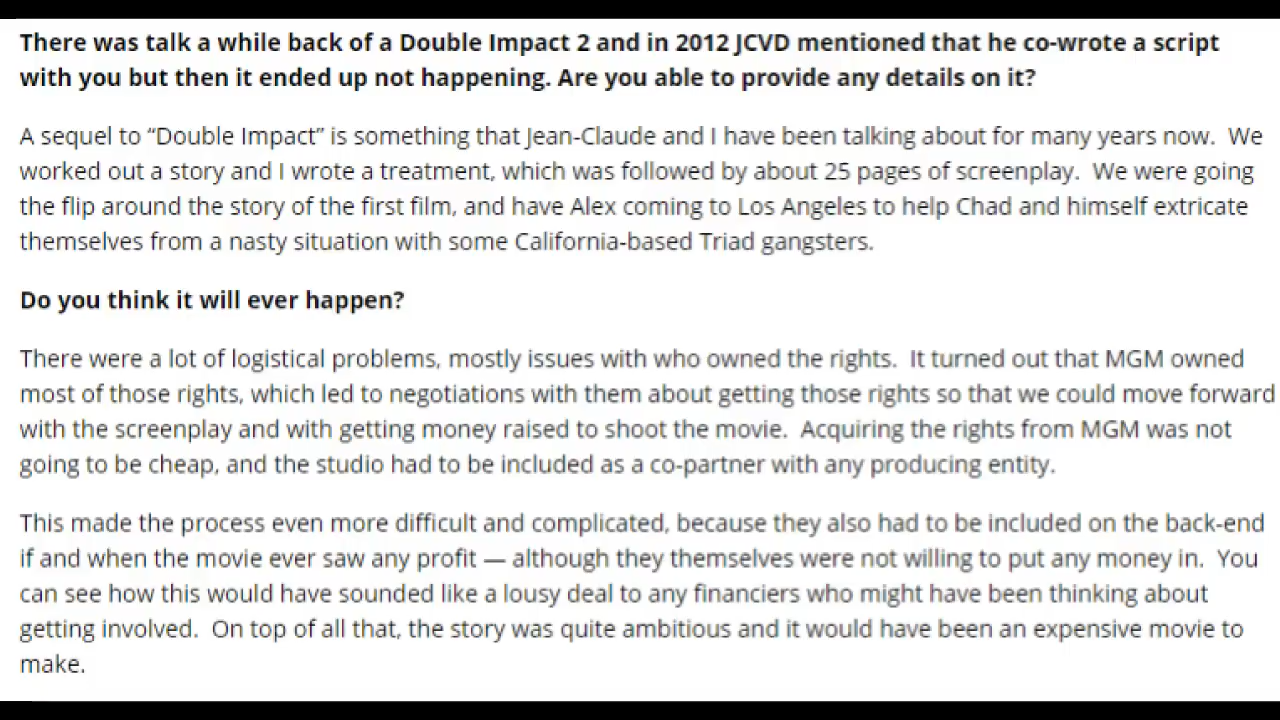 There was talk a while back of a Double Impact 2 and in 2012 JCVD mentioned that he co-wrote a script
with you but then it ended up not happening. Are you able to provide any details on it?
A sequel to “Double Impact” is something that Jean-Claude and I have been talking about for many years now.  We
worked out a story and I wrote a treatment, which was followed by about 25 pages of screenplay.  We were going
the flip around the story of the first film, and have Alex coming to Los Angeles to help Chad and himself extricate
themselves from a nasty situation with some California-based Triad gangsters.
Do you think it will ever happen?
There were a lot of logistical problems, mostly issues with who owned the rights.  It turned out that MGM owned
most of those rights, which led to negotiations with them about getting those rights so that we could move forward
with the screenplay and with getting money raised to shoot the movie.  Acquiring the rights from MGM was not
going to be cheap, and the studio had to be included as a co-partner with any producing entity.
This made the process even more difficult and complicated, because they also had to be included on the back-end
if and when the movie ever saw any profit — although they themselves were not willing to put any money in.  You
can see how this would have sounded like a lousy deal to any financiers who might have been thinking about
getting involved.  On top of all that, the story was quite ambitious and it would have been an expensive movie to
make.